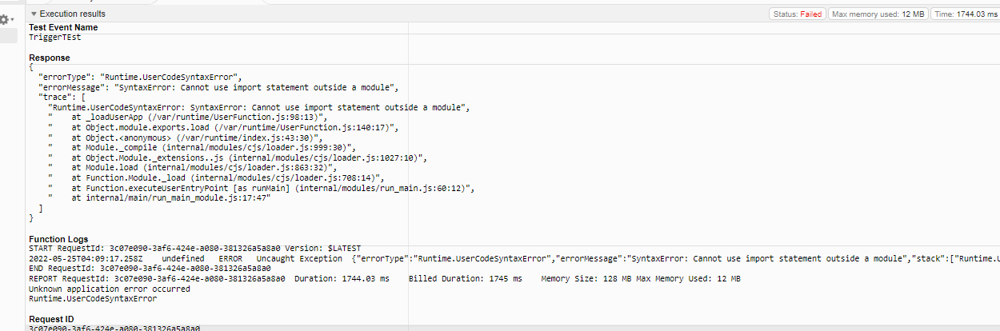 Execution results
Status: Failed
Max memory used: 12 MB
Time: 1744.03 ms
Test Event Name
TriggerTEst
Response
{
"errorType": "Runtime.UserCodeSyntaxError",
"errorMessage": "SyntaxError: Cannot use import statement outside a module",
"trace": [
"Runtime.UserCodeSyntaxError: SyntaxError: Cannot use import statement outside a module",
"    at _loadUserApp (/var/runtime/UserFunction.js:98:13)",
"    at Object.module.exports.load (/var/runtime/UserFunction.js:140:17)",
"    at Object.<anonymous> (/var/runtime/index.js:43:30)",
"    at Module._compile (internal/modules/cjs/loader.js:999:30)",
"    at Object.Module._extensions..js (internal/modules/cjs/loader.js:1027:10)",
"    at Module.load (internal/modules/cjs/loader.js:863:32)",
"    at Function.Module._load (internal/modules/cjs/loader.js:708:14)",
"    at Function.executeUserEntryPoint [as runMain] (internal/modules/run_main.js:60:12)",
"    at internal/main/run_main_module.js:17:47"
]
}
Function Logs
START RequestId: 3c07e090-3af6-424e-a080-381326a5a8a0 Version: $LATEST
2022-05-25T04:09:17.258Z	undefined	ERROR	Uncaught Exception 	{"errorType":"Runtime.UserCodeSyntaxError","errorMessage":"SyntaxError: Cannot use import statement outside a module","stack":["Runtime.U
END RequestId: 3c07e090-3af6-424e-a080-381326a5a8a0
REPORT RequestId: 3c07e090-3af6-424e-a080-381326a5a8a0	Duration: 1744.03 ms	Billed Duration: 1745 ms	Memory Size: 128 MB	Max Memory Used: 12 MB
Unknown application error occurred
Runtime.UserCodeSyntaxError
Request ID
3c07e090-3af6-424e-a080-381326a5a8a0